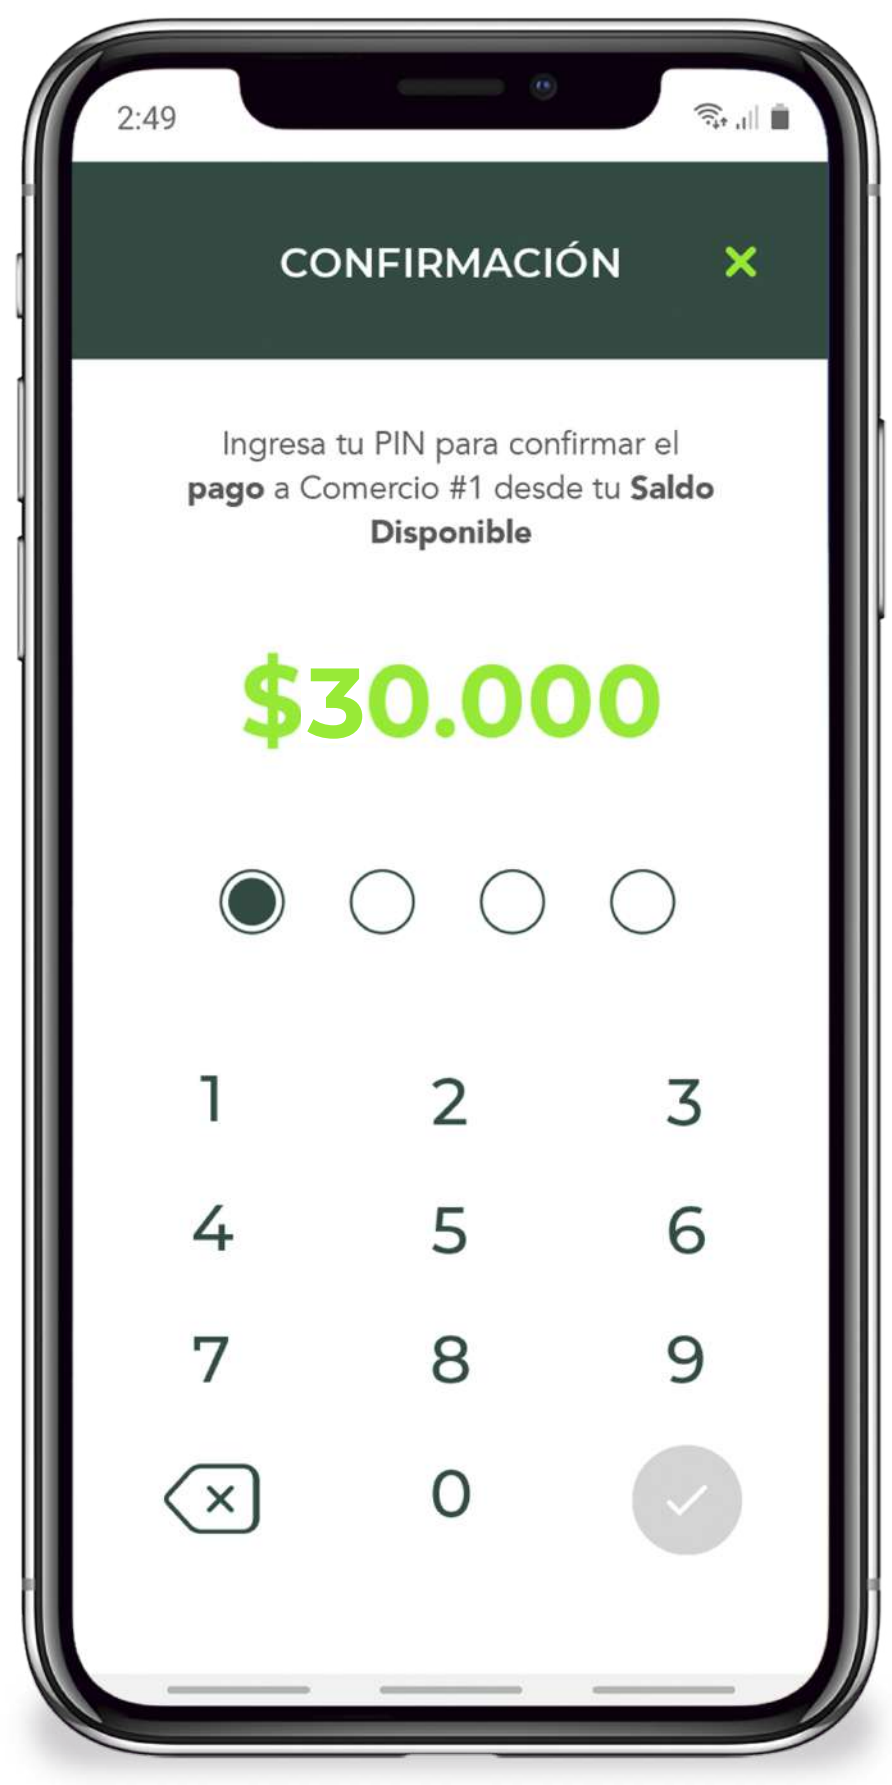 2:49
CONFIRMACIÓN
Ingresa tu PIN para confirmar el
pago a Comercio #1 desde tu Saldo
Disponible
$30.000
1 2 3
4 5 6
7 8 9
0